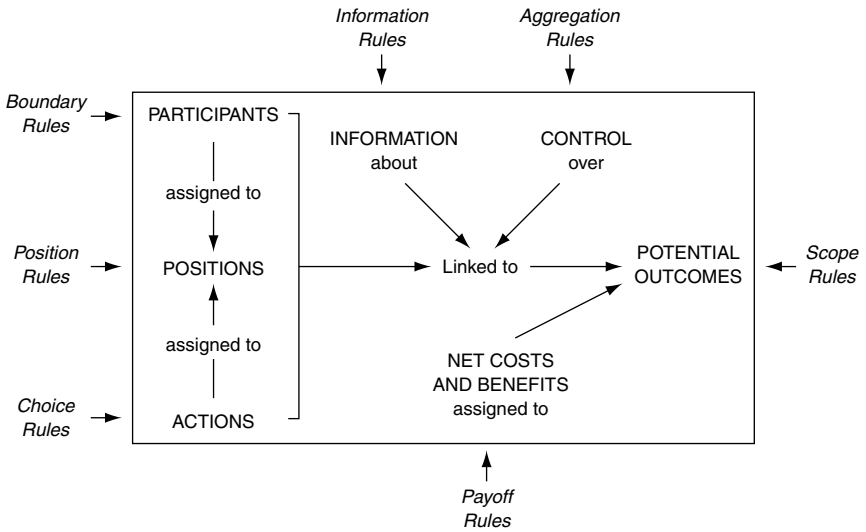 Information
Rules
Aggregation
Rules
Boundary
Rules
PARTICIPANTS
INFORMATION
about
CONTROL
over
assigned to
Position
Rules
POSITIONS
Linked to
POTENTIAL
OUTCOMES
Scope
Rules
assigned to
NET COSTS
AND BENEFITS
assigned to
Choice
Rules
ACTIONS
Payoff
Rules